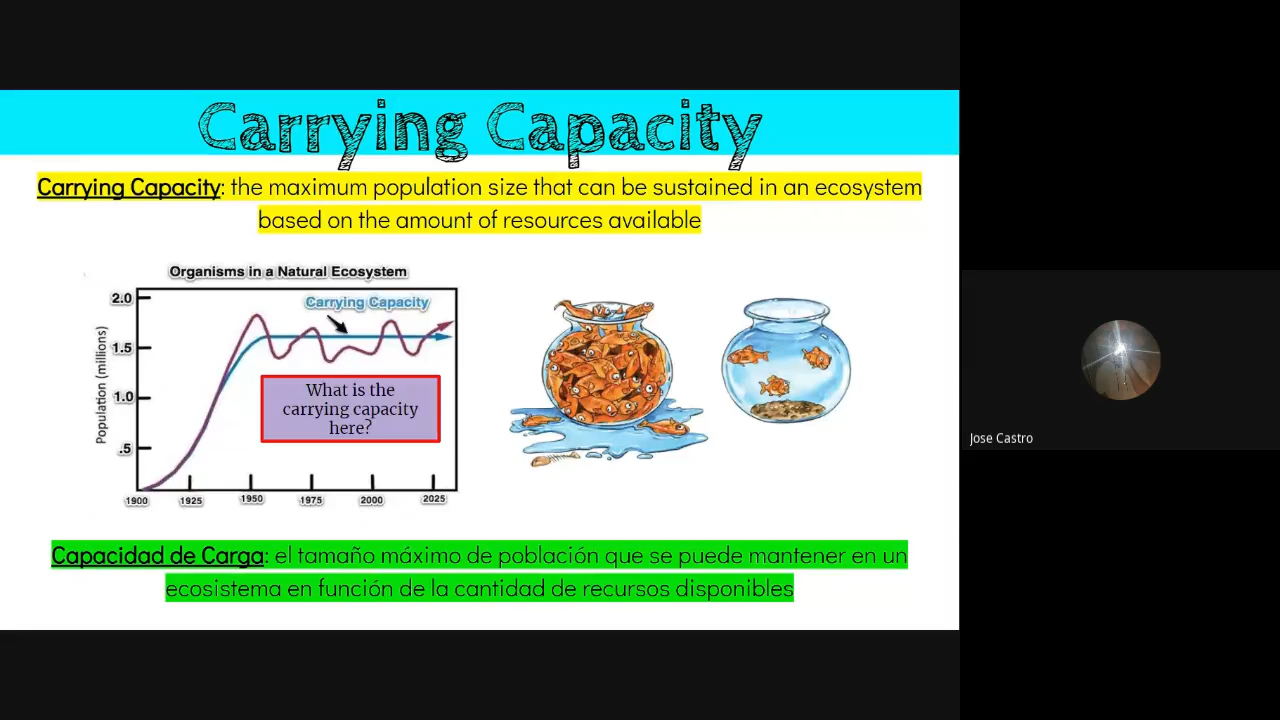 Carrying Capacity
Carrying Capacity: the maximum population size that can be sustained in an ecosystem
based on the amount of resources available
Organisms in a Natural Ecosystem
Carrying Capacity
Population (millions)
2.0
1.5
1.0
.5
What is the
carrying capacity
here?
1900 1925 1950 1975 2000 2025
Jose Castro
Capacidad de Carga: el tamaño máximo de población que se puede mantener en un
ecosistema en función de la cantidad de recursos disponibles